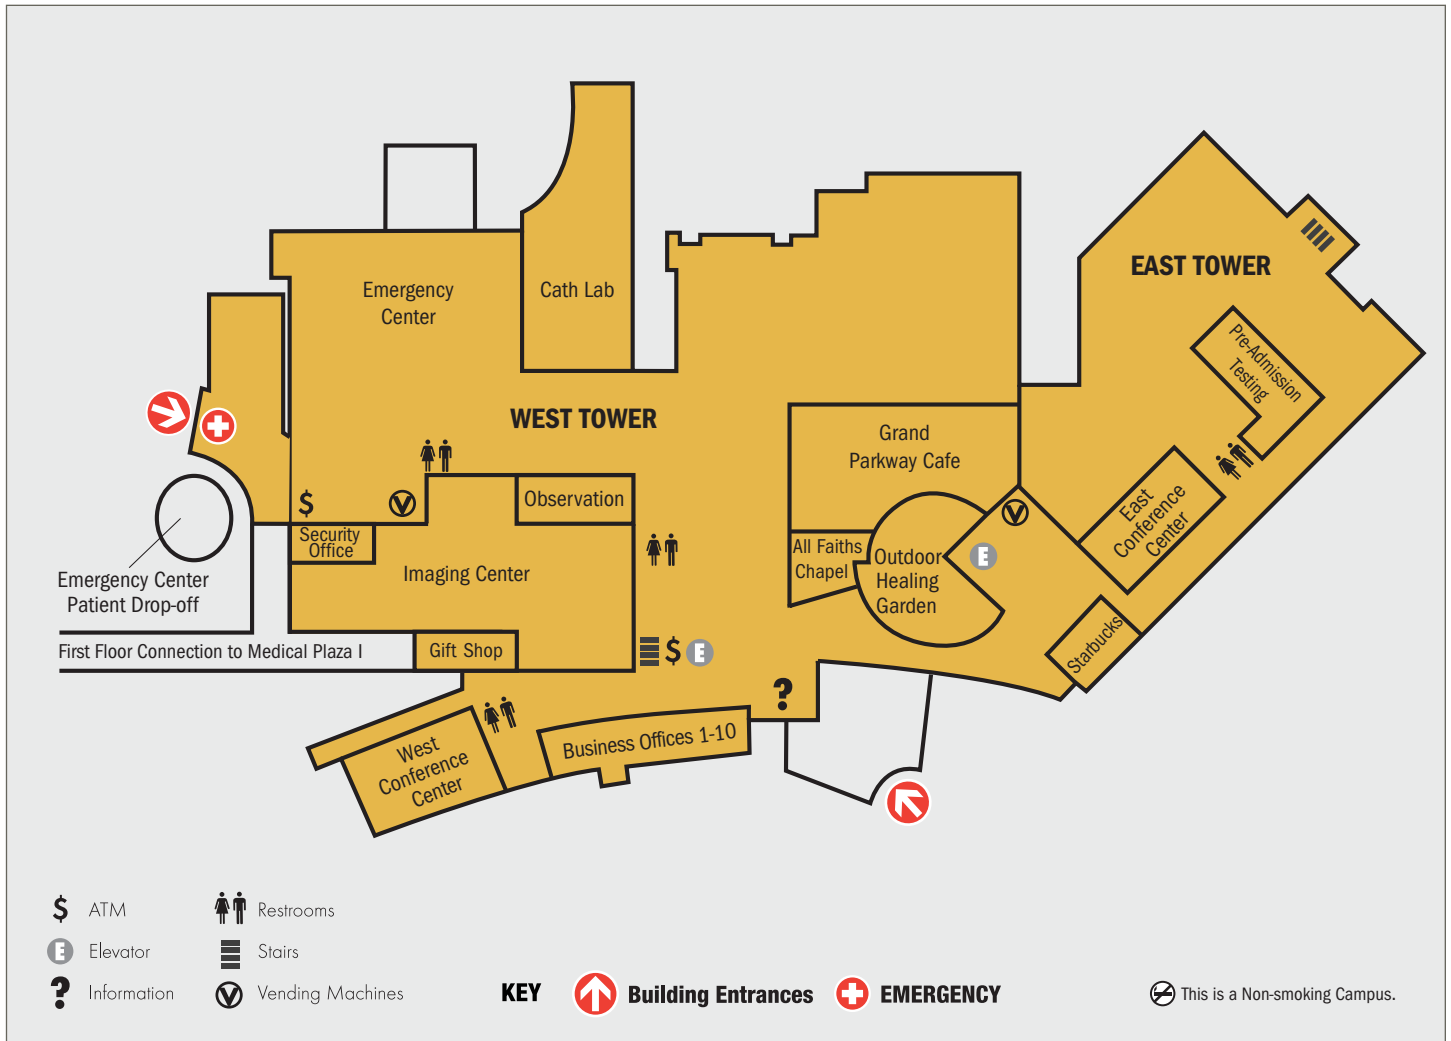 EAST TOWER
Emergency
Center
Cath Lab
Pre-Admission
Testing
WEST TOWER
Grand
Parkway Cafe
$
V
Observation
V
East
Conference
Center
Security
Office
All Faiths
Chapel
Outdoor
Healing
Garden
E
Imaging Center
Emergency Center
Patient Drop-off
First Floor Connection to Medical Plaza I
Gift Shop
$
E
Starbucks
?
West
Conference
Center
Business Offices 1-10
$ ATM
Restrooms
E Elevator
Stairs
? Information
V Vending Machines
KEY
Building Entrances
EMERGENCY
This is a Non-smoking Campus.